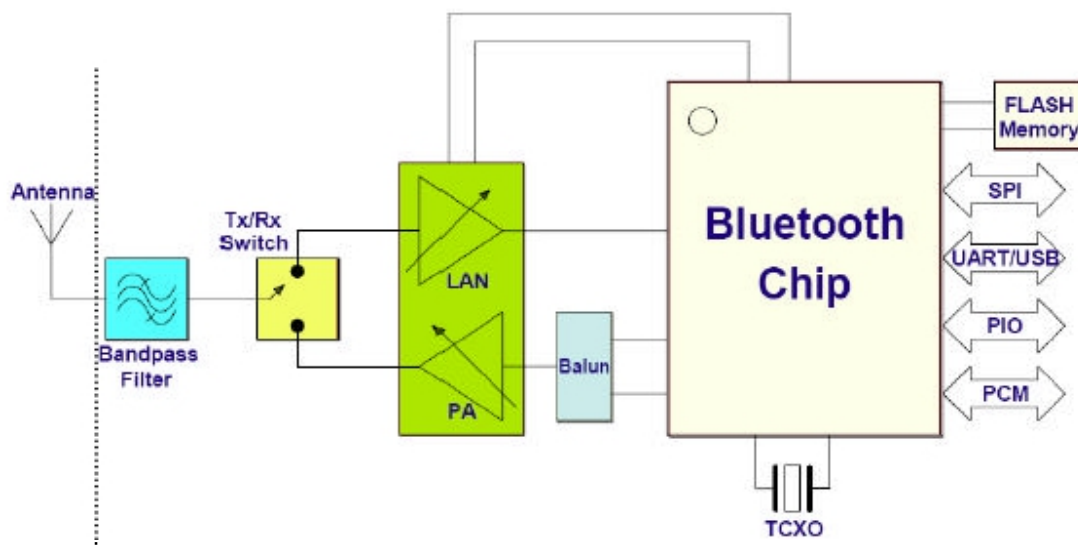 Antenna
Bandpass
Filter
Tx/Rx
Switch
LAN
PA
Balun
Bluetooth
Chip
TCXO
FLASH
Memory
SPI
UART/USB
PIO
PCM